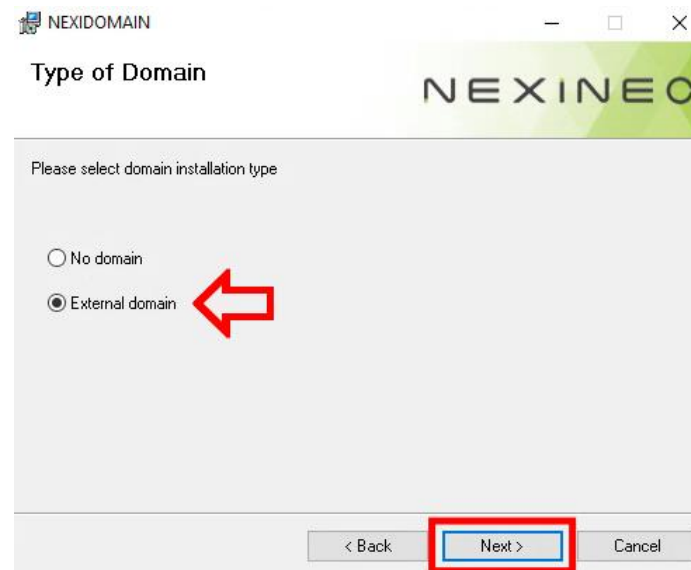 NEXIDOMAIN
Type of Domain
NEXINEO
Please select domain installation type
No domain
External domain
< Back
Next >
Cancel